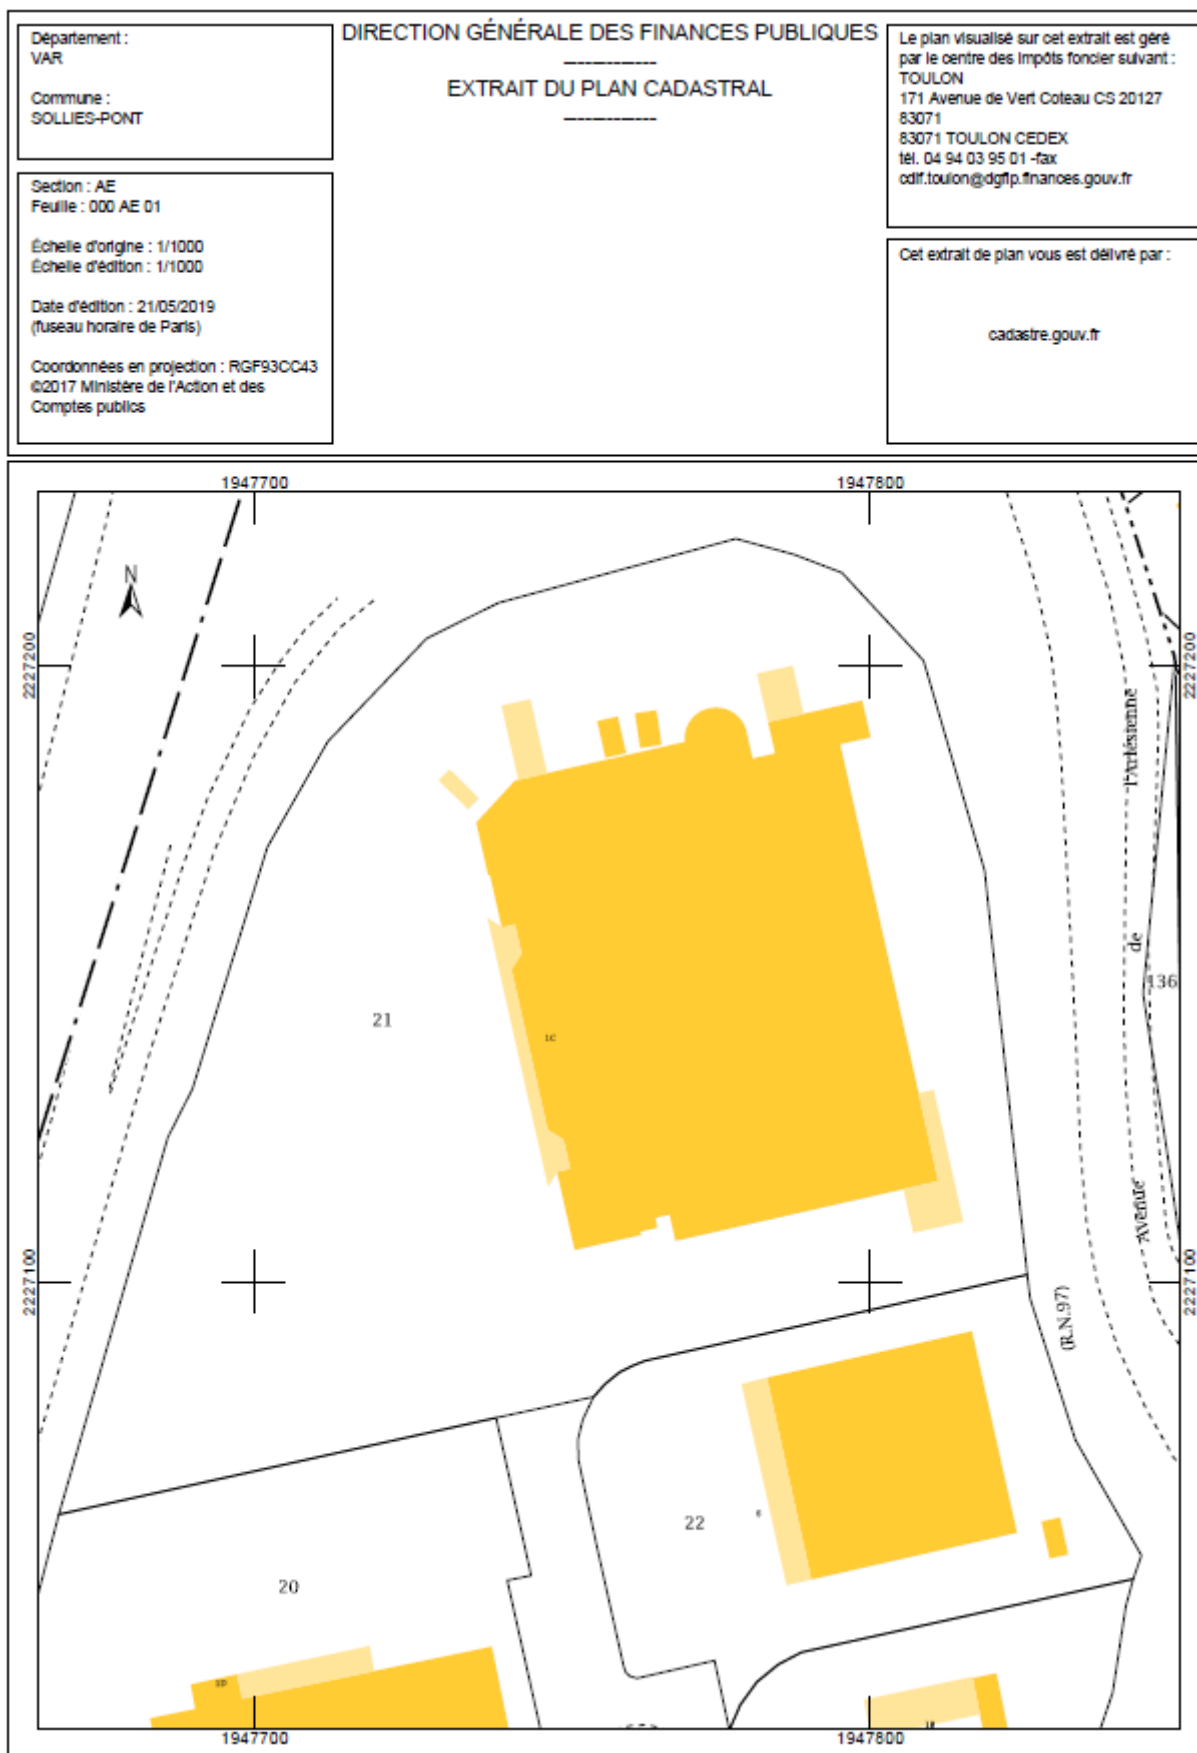 Département :
VAR
Commune :
SOLLIES-PONT
Section : AE
Feuille : 000 AE 01
Échelle d'origine : 1/1000
Échelle d'édition : 1/1000
Date d'édition : 21/05/2019
(fuseau horaire de Paris)
Coordonnées en projection : RGF93CC43
©2017 Ministère de l'Action et des
Comptes publics
DIRECTION GÉNÉRALE DES FINANCES PUBLIQUES
EXTRAIT DU PLAN CADASTRAL
Le plan visualisé sur cet extrait est géré
par le centre des impôts foncier suivant :
TOULON
171 Avenue de Vert Coteau CS 20127
83071
83071 TOULON CEDEX
tél. 04 94 03 95 01 -fax
cdif.toulon@dgfip.finances.gouv.fr
Cet extrait de plan vous est délivré par :
cadastre.gouv.fr
1947700
1947800
N
2227200
2227200
l'Arlésienne
de
Avenue
136
21
1C
2227100
2227100
(R.N.97)
22
20
1D
1947700
1947800